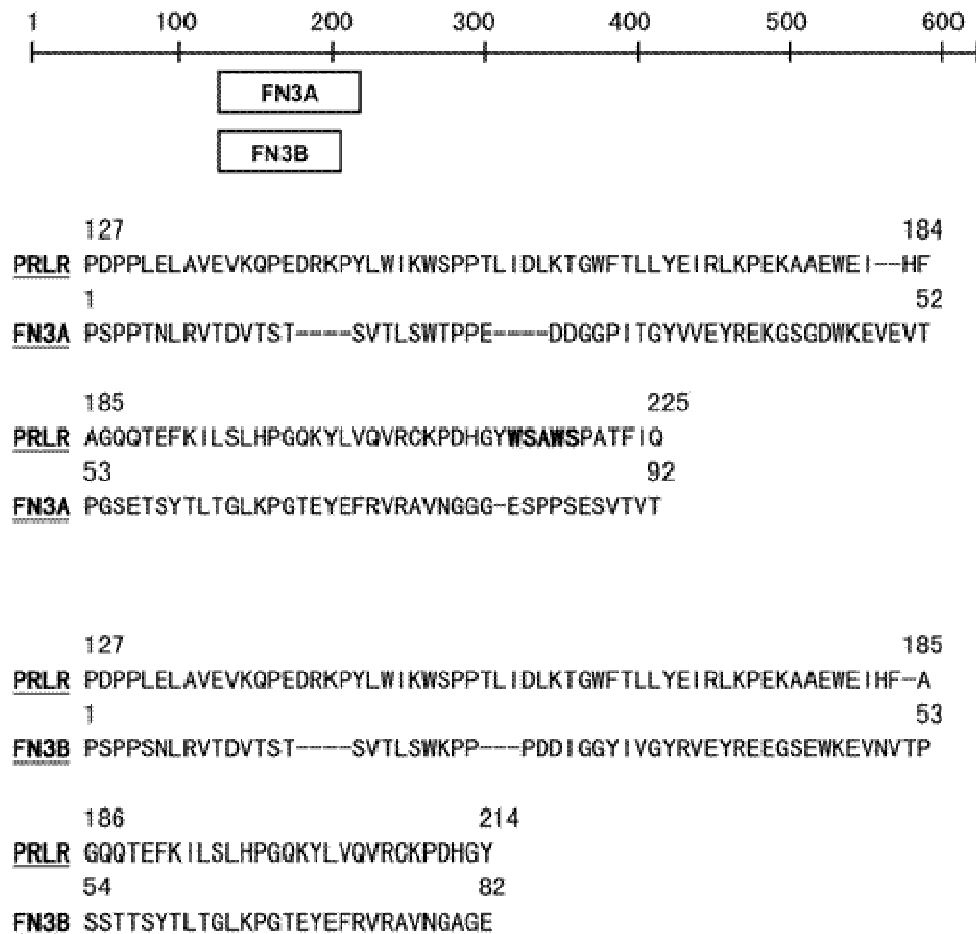 1 100 200 300 400 500 600
FN3A
FN3B
127 184
PRLR PDPPLELAVEVKQPEDRKPYLWIKWSPPTLIDLKTGWFTLLYEIRLKPEKAAEWEI--HF
1 52
FN3A PSPPTNLRVTDVTST----SVTLSWTPPE----DDGGPITGYVVEYREKGSGDWKEVEVT
185 225
PRLR AGQQTEFKILSLHPGQKYLVQVRCKPDHGYWSAWSPATFIQ
53 92
FN3A PGSETSYTLTGLKPGTEYEFRVRAVNGGG-ESPPSESVTVT
127 185
PRLR PDPPLELAVEVKQPEDRKPYLWIKWSPPTLIDLKTGWFTLLYEIRLKPEKAAEWEIHF-A
1 53
FN3B PSPPSNLRVTDVTST----SVTLSWKPP---PDDIGGYIVGYRVEYREEGSEWKEVNVTP
186 214
PRLR GQQTEFKILSLHPGQKYLVQVRCKPDHGY
54 82
FN3B SSTTSYTLTGLKPGTEYEFRVRAVNGAGE